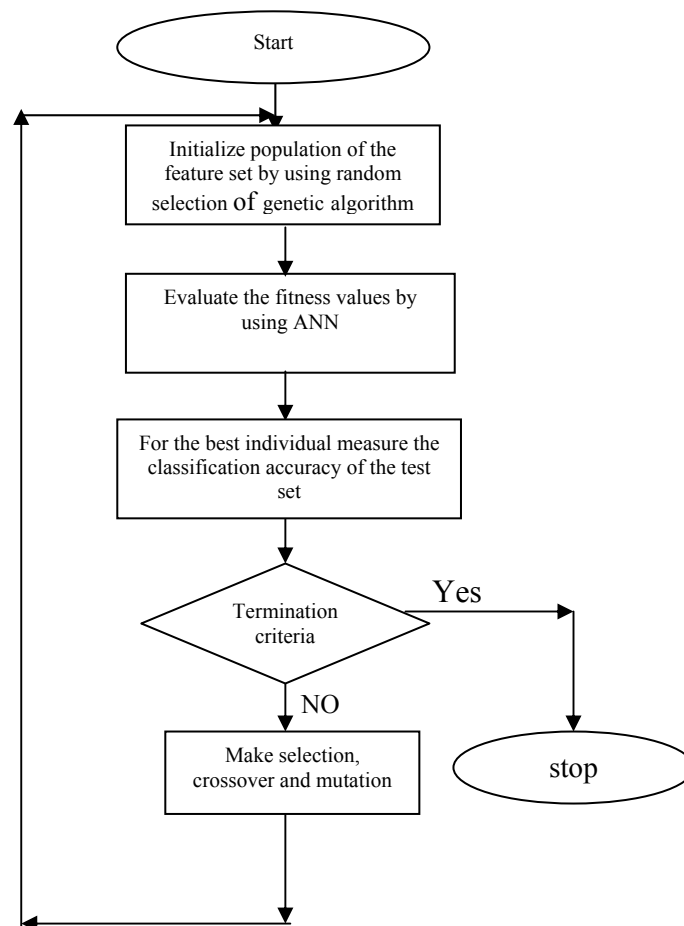 Start
Initialize population of the
feature set by using random
selection of genetic algorithm
Evaluate the fitness values by
using ANN
For the best individual measure the
classification accuracy of the test
set
Termination
criteria
Yes
NO
Make selection,
crossover and mutation
stop